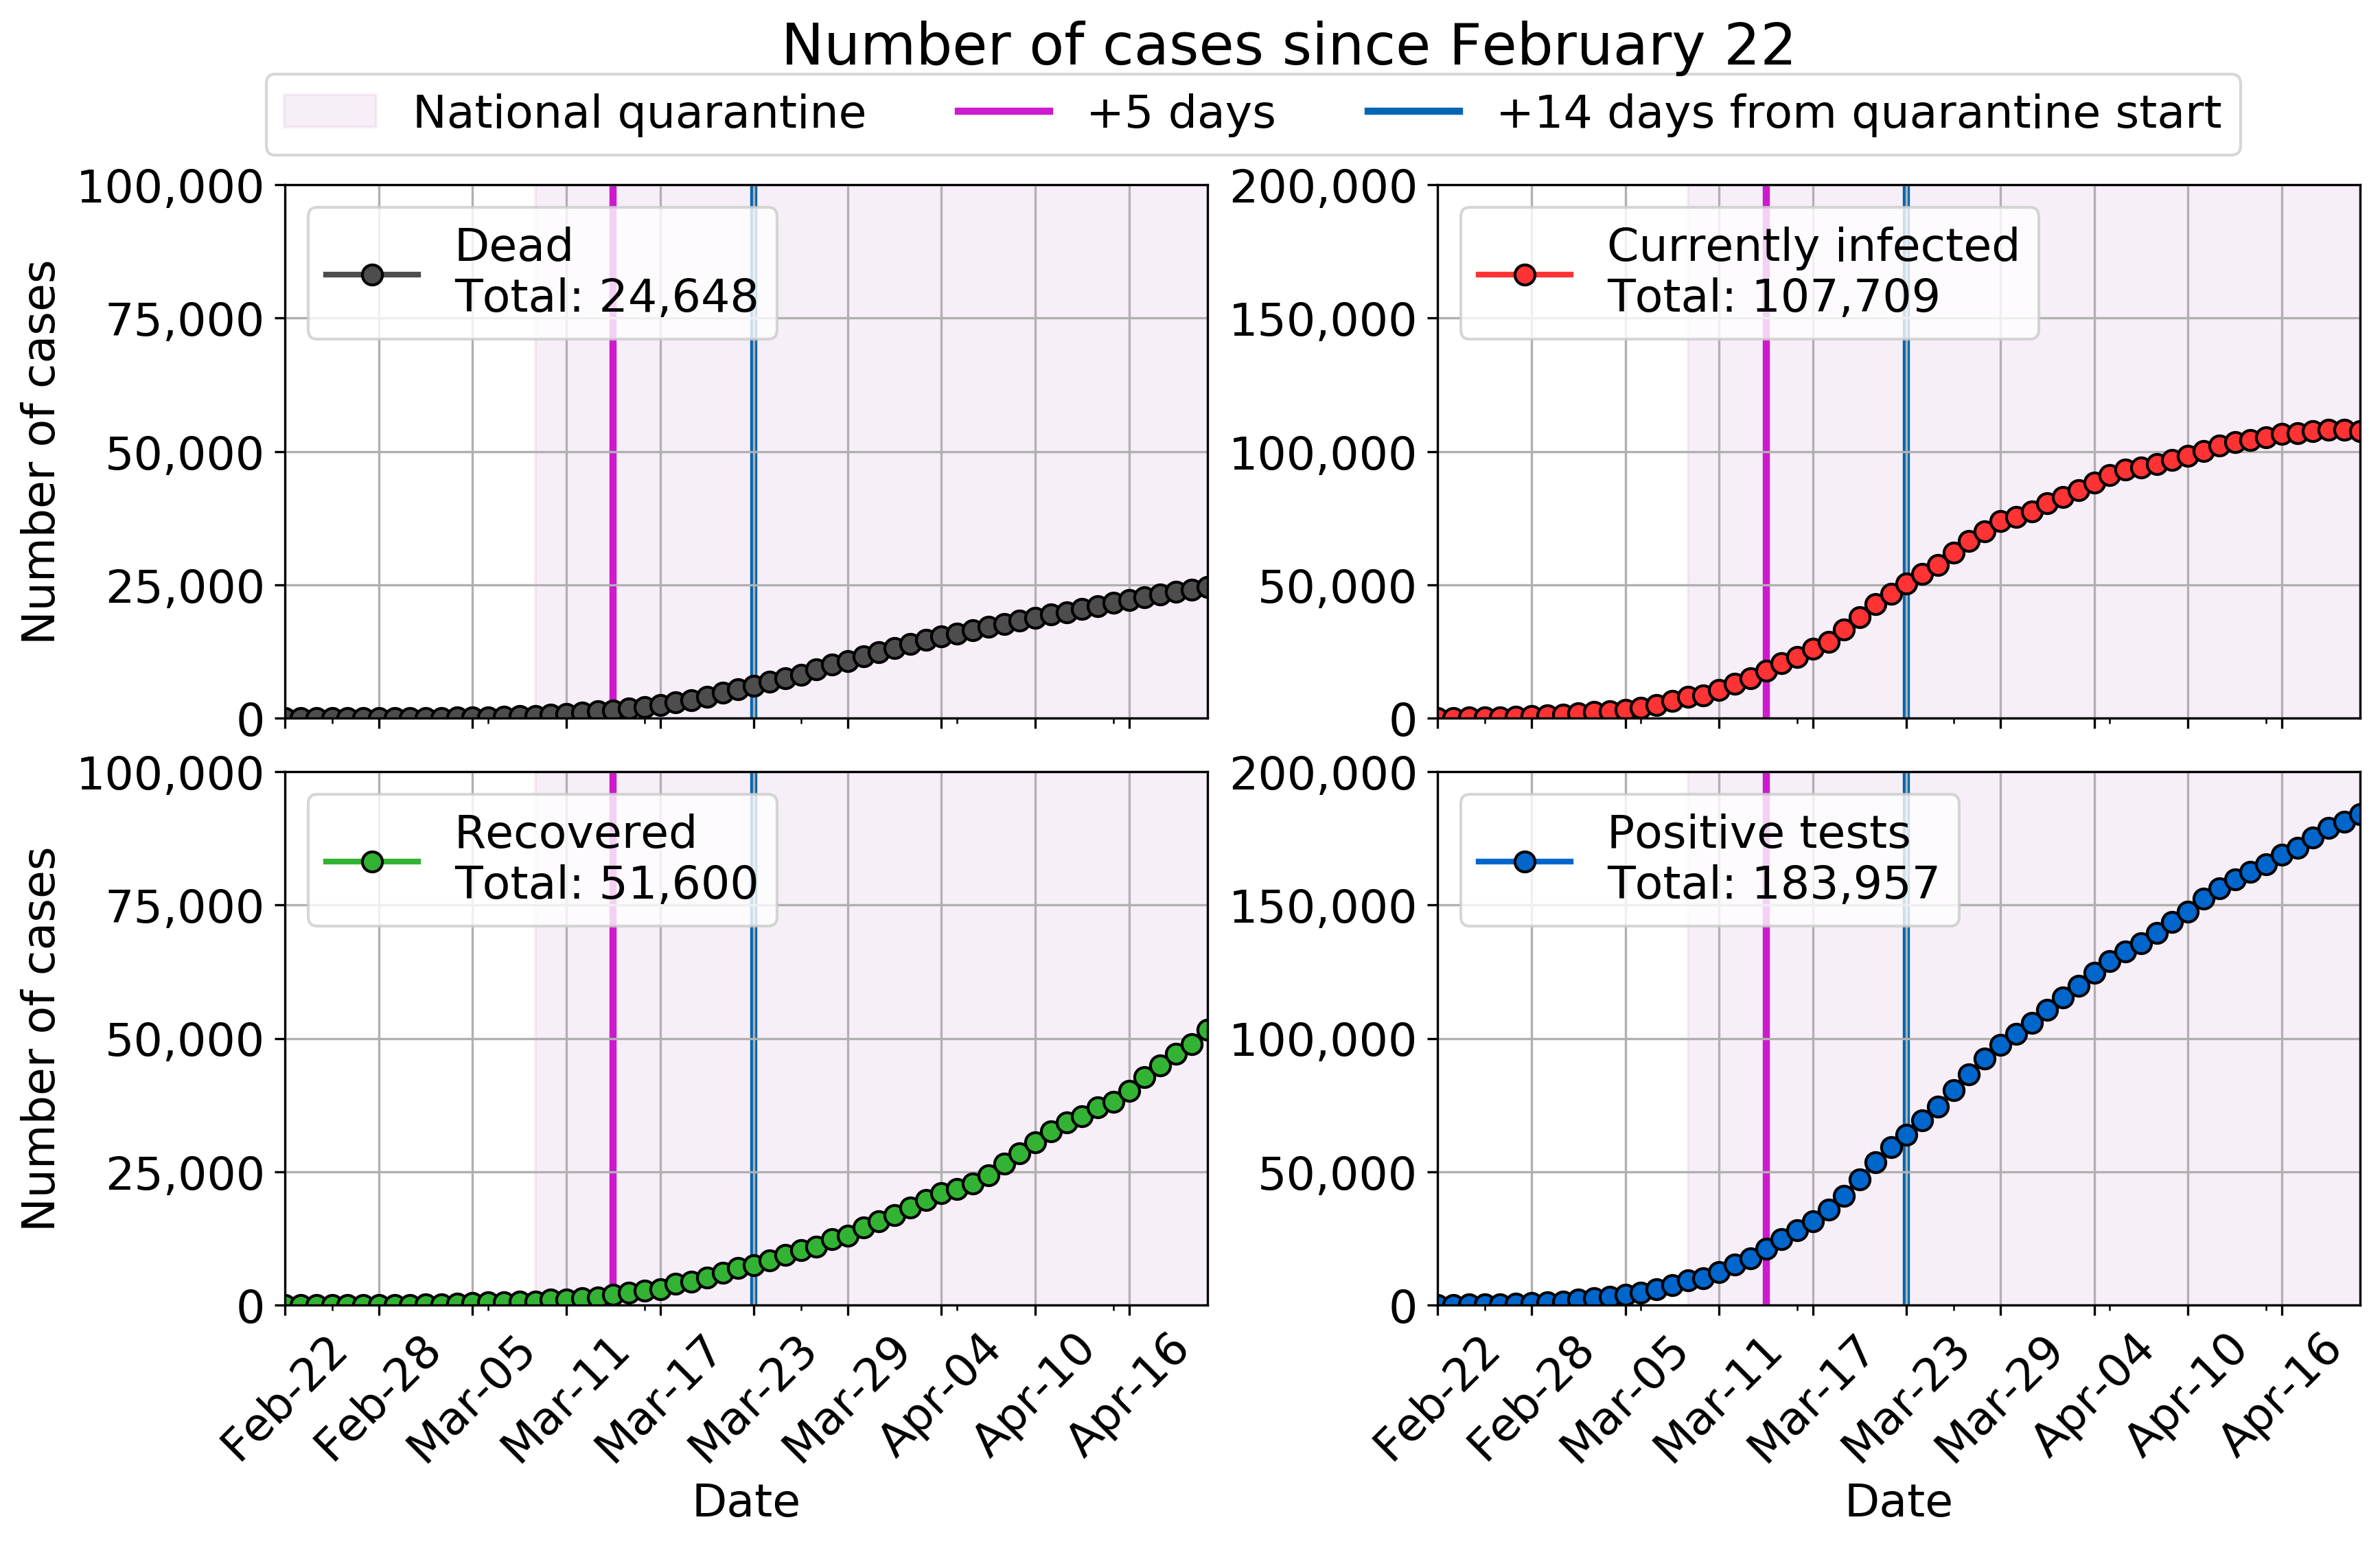 Number of cases since February 22
National quarantine
+5 days
+14 days from quarantine start
Number of cases
100,000
75,000
50,000
25,000
0
Dead
Total: 24,648
200,000
150,000
100,000
50,000
0
Currently infected
Total: 107,709
Number of cases
100,000
75,000
50,000
25,000
0
Recovered
Total: 51,600
200,000
150,000
100,000
50,000
0
Positive tests
Total: 183,957
Feb-22
Feb-28
Mar-05
Mar-11
Mar-17
Mar-23
Mar-29
Apr-04
Apr-10
Apr-16
Date
Feb-22
Feb-28
Mar-05
Mar-11
Mar-17
Mar-23
Mar-29
Apr-04
Apr-10
Apr-16
Date